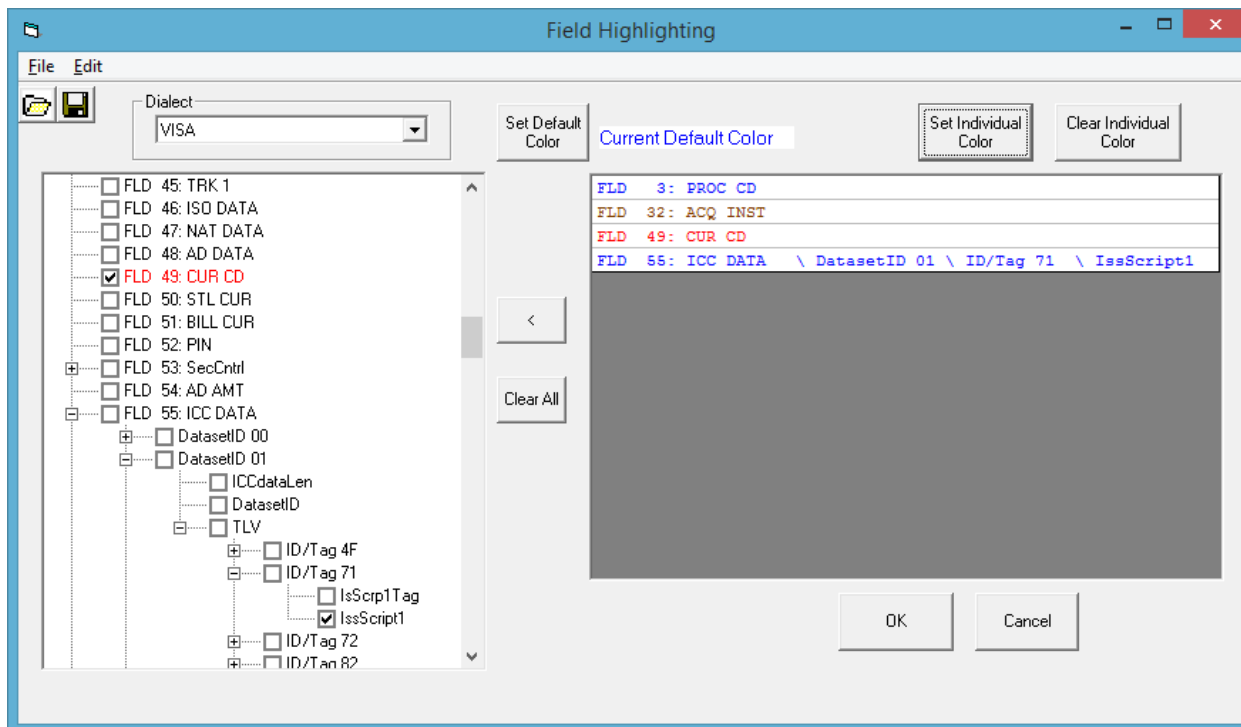 Field Highlighting
File Edit
Dialect
VISA
Set Default
Color
Current Default Color
Set Individual
Color
Clear Individual
Color
FLD 45: TRK 1
FLD 46: ISO DATA
FLD 47: NAT DATA
FLD 48: AD DATA
FLD 49: CUR CD
FLD 50: STL CUR
FLD 51: BILL CUR
FLD 52: PIN
FLD 53: SecCntrl
FLD 54: AD AMT
FLD 55: ICC DATA
DatasetID 00
DatasetID 01
ICCdataLen
DatasetID
TLV
ID/Tag 4F
ID/Tag 71
IsScrp1Tag
IssScript1
ID/Tag 72
ID/Tag 82
<
Clear All
FLD 3: PROC CD
FLD 32: ACQ INST
FLD 49: CUR CD
FLD 55: ICC DATA \ DatasetID 01 \ ID/Tag 71 \ IssScript1
OK
Cancel